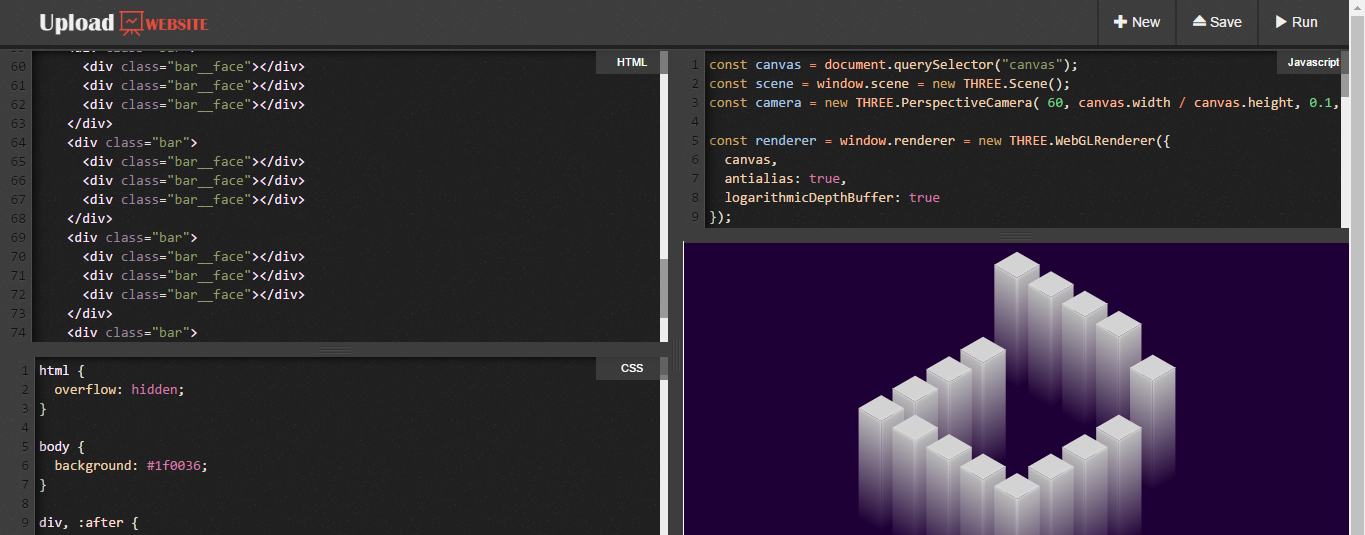 Upload WEBSITE
New
Save
Run
HTML
60 <div class="bar__face"></div>
61 <div class="bar__face"></div>
62 <div class="bar__face"></div>
63 </div>
64 <div class="bar">
65 <div class="bar__face"></div>
66 <div class="bar__face"></div>
67 <div class="bar__face"></div>
68 </div>
69 <div class="bar">
70 <div class="bar__face"></div>
71 <div class="bar__face"></div>
72 <div class="bar__face"></div>
73 </div>
74 <div class="bar">
CSS
1 html {
2 overflow: hidden;
3 }
4
5 body {
6 background: #1f0036;
7 }
8
9 div, :after {
Javascript
1 const canvas = document.querySelector("canvas");
2 const scene = window.scene = new THREE.Scene();
3 const camera = new THREE.PerspectiveCamera( 60, canvas.width / canvas.height, 0.1,
4
5 const renderer = window.renderer = new THREE.WebGLRenderer({
6 canvas,
7 antialias: true,
8 logarithmicDepthBuffer: true
9 });